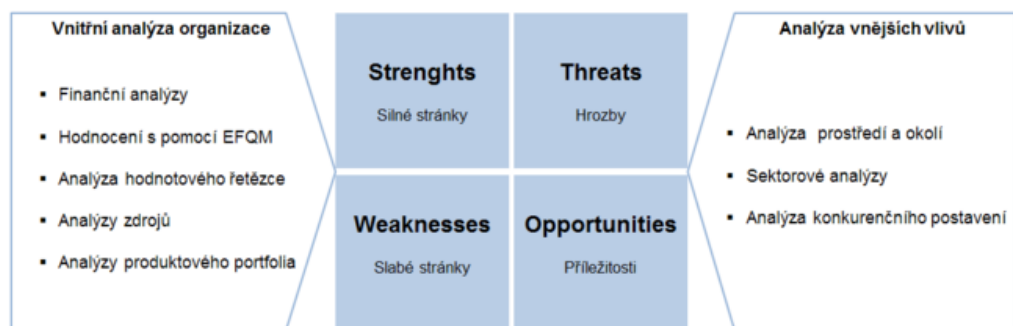 Vnitřní analýza organizace
Finanční analýzy
Hodnocení s pomocí EFQM
Analýza hodnotového řetězce
Analýzy zdrojů
Analýzy produktového portfolia
Strenghts
Silné stránky
Threats
Hrozby
Weaknesses
Slabé stránky
Opportunities
Příležitosti
Analýza vnějších vlivů
Analýza prostředí a okolí
Sektorové analýzy
Analýza konkurenčního postavení